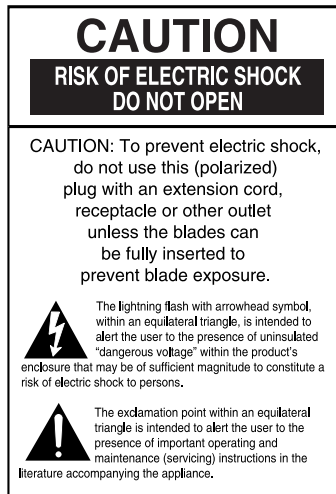 CAUTION
RISK OF ELECTRIC SHOCK
DO NOT OPEN
CAUTION: To prevent electric shock,
do not use this (polarized)
plug with an extension cord,
receptacle or other outlet
unless the blades can
be fully inserted to
prevent blade exposure.
The lightning flash with arrowhead symbol,
within an equilateral triangle, is intended to
alert the user to the presence of uninsulated
“dangerous voltage” within the product’s
enclosure that may be of sufficient magnitude to constitute a
risk of electric shock to persons.
The exclamation point within an equilateral
triangle is intended to alert the user to the
presence of important operating and
maintenance (servicing) instructions in the
literature accompanying the appliance.